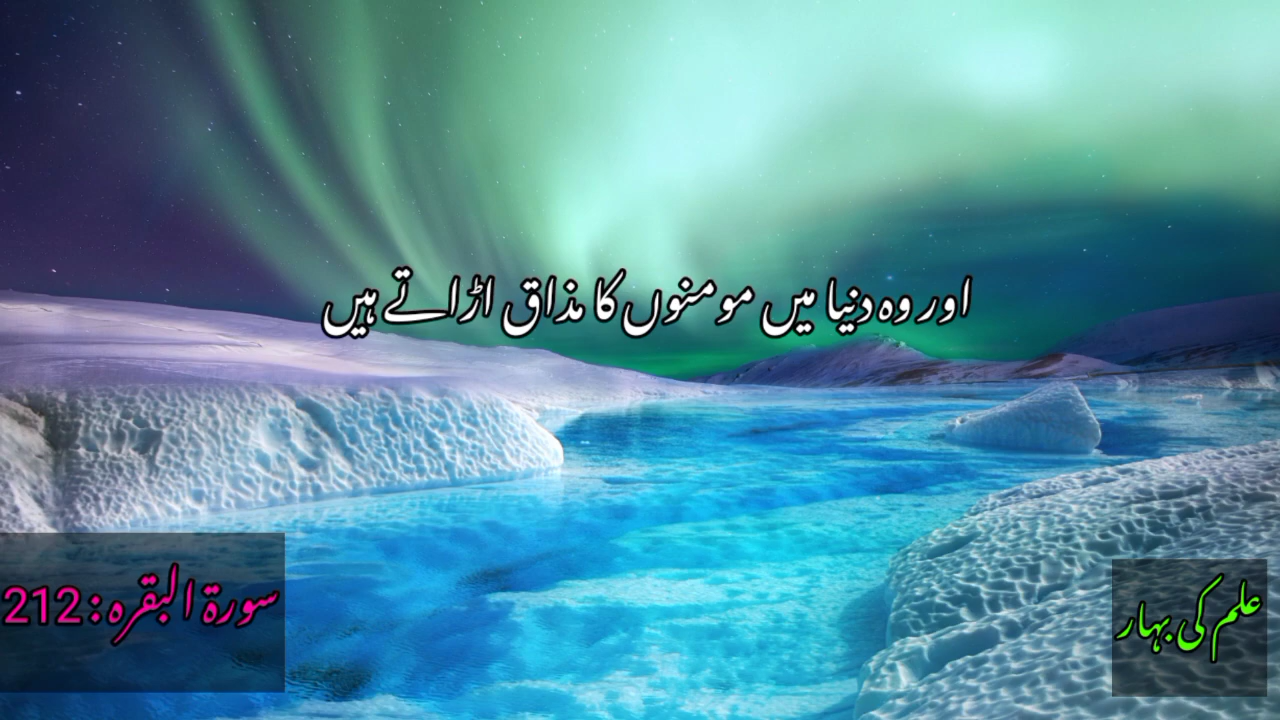 اور وہ دنیا میں مومنوں کا مذاق اڑاتے ہیں
سورۃ البقرہ: 212
علم کی بہار